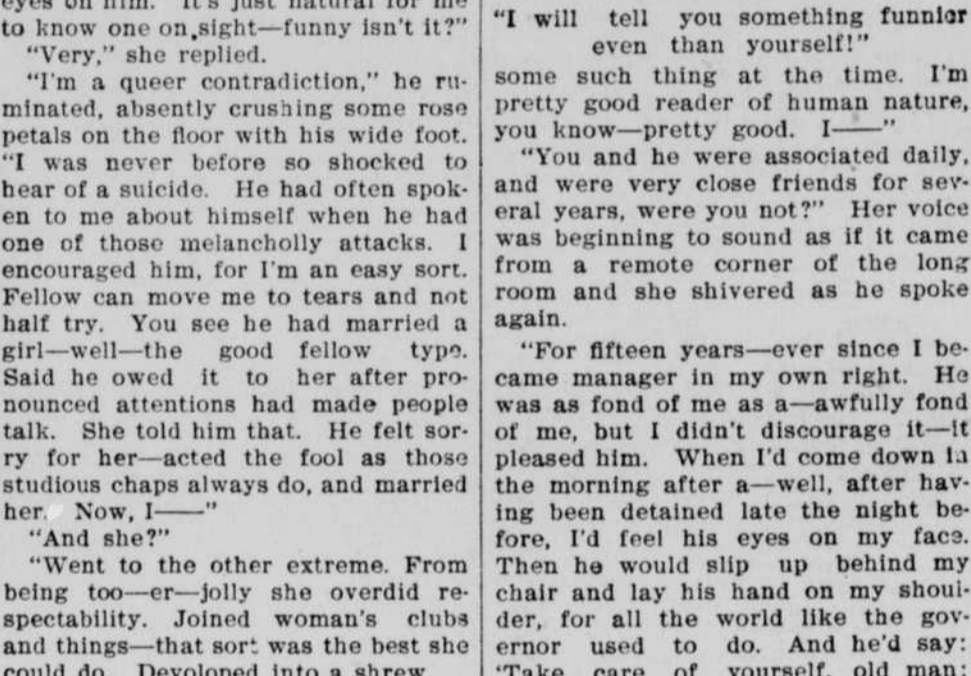 eyes on him. It's just natural for me
to know one on sight—funny isn't it?"
"Very," she replied.
"I'm a queer contradiction," he ru-
minated, absently crushing some rose
petals on the floor with his wide foot.
"I was never before so shocked to
hear of a suicide. He had often spok-
en to me about himself when he had
one of those melancholly attacks. I
encouraged him, for I'm an easy sort.
Fellow can move me to tears and not
half try. You see he had married a
girl—well—the good fellow type.
Said he owed it to her after pro-
nounced attentions had made people
talk. She told him that. He felt sor-
ry for her—acted the fool as those
studious chaps always do, and married
her. Now, I——"
"And she?"
"Went to the other extreme. From
being too—er—jolly she overdid re-
spectability. Joined woman's clubs
and things—that sort was the best she
could do. Devoloped into a shrew
"I will tell you something funnier
even than yourself!"
some such thing at the time. I'm
pretty good reader of human nature,
you know—pretty good. I——"
"You and he were associated daily,
and were very close friends for sev-
eral years, were you not?" Her voice
was beginning to sound as if it came
from a remote corner of the long
room and she shivered as he spoke
again.
"For fifteen years—ever since I be-
came manager in my own right. He
was as fond of me as a—awfully fond
of me, but I didn't discourage it—it
pleased him. When I'd come down in
the morning after a—well, after hav-
ing been detained late the night be-
fore, I'd feel his eyes on my face.
Then he would slip up behind my
chair and lay his hand on my shoul-
der, for all the world like the gov-
ernor used to do. And he'd say:
'Take care of yourself, old man;